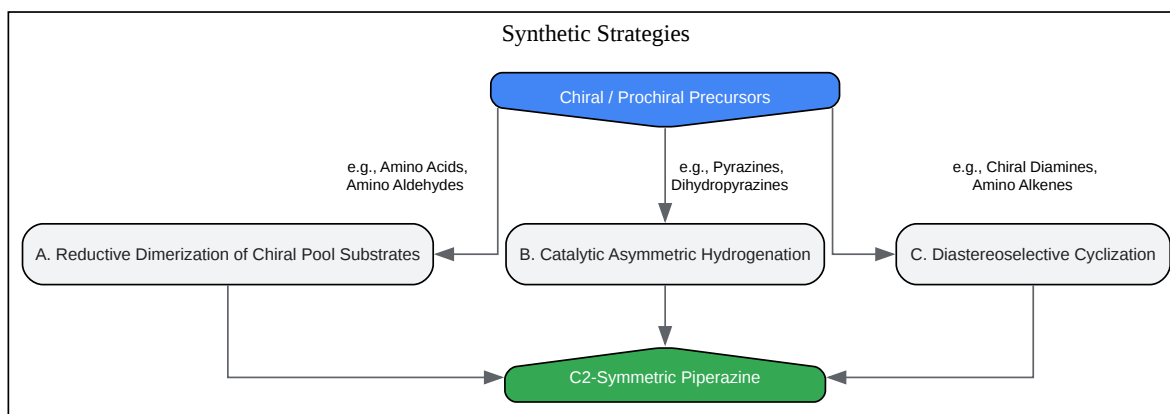 Synthetic Strategies
Chiral / Prochiral Precursors
e.g., Amino Acids,
Amino Aldehydes
e.g., Pyrazines,
Dihydropyrazines
e.g., Chiral Diamines,
Amino Alkenes
A. Reductive Dimerization of Chiral Pool Substrates
B. Catalytic Asymmetric Hydrogenation
C. Diastereoselective Cyclization
C2-Symmetric Piperazine